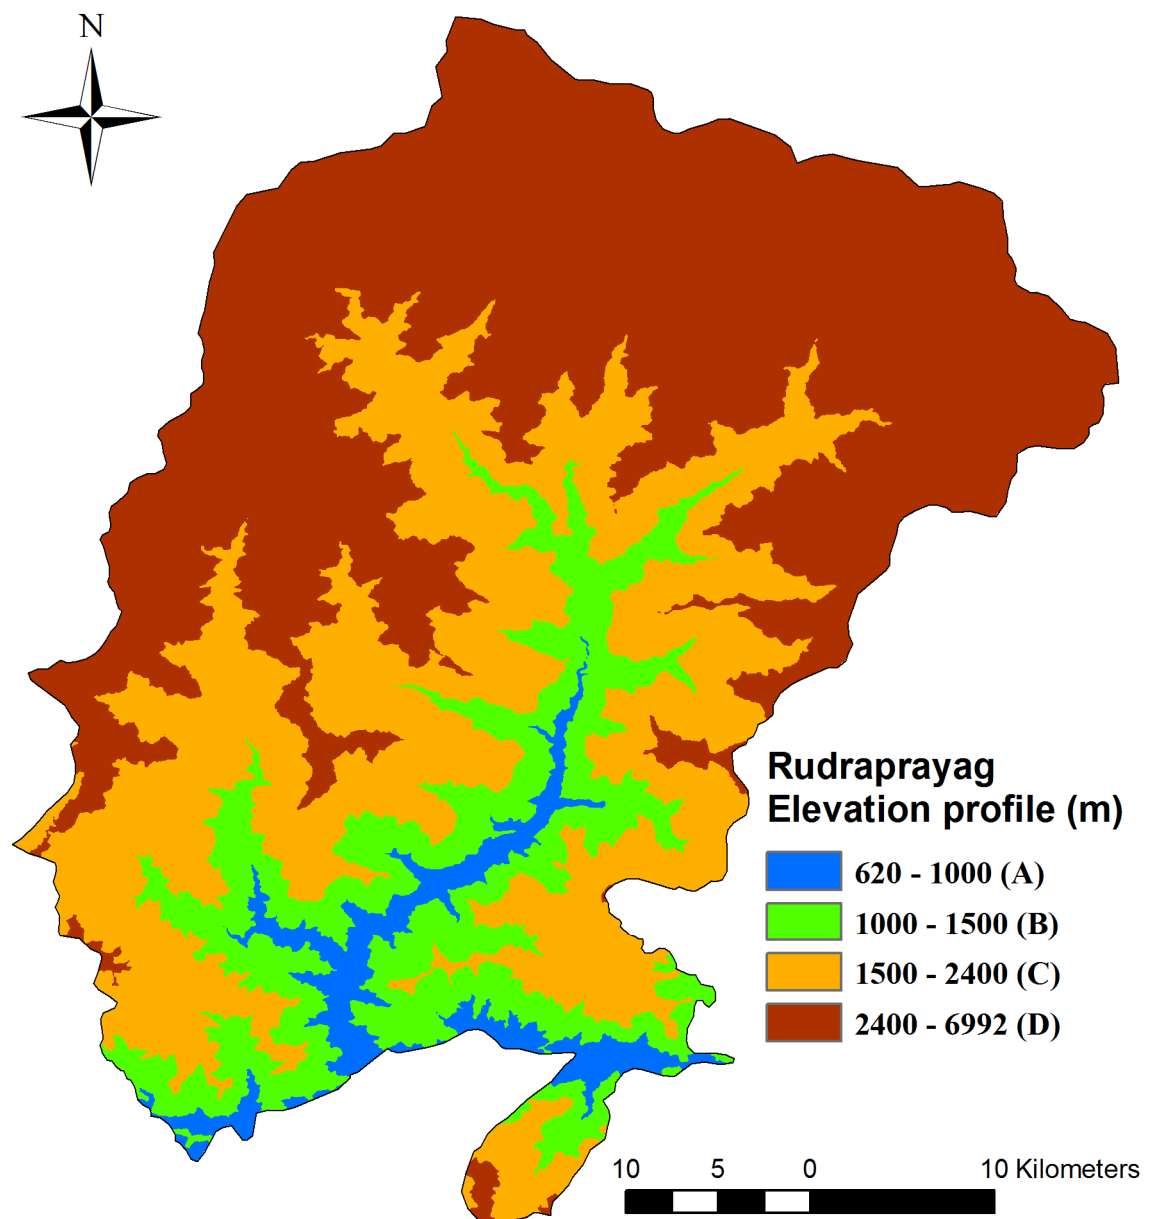 N
Rudraprayag
Elevation profile (m)
620 - 1000 (A)
1000 - 1500 (B)
1500 - 2400 (C)
2400 - 6992 (D)
10 5 0 10 Kilometers